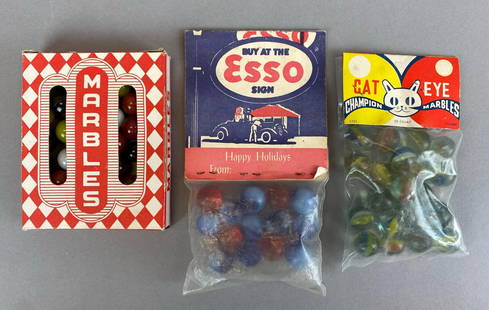 MARBLES
BUY AT THE
Esso
SIGN
Happy Holidays
From:
CAT EYE
CHAMPION MARBLES